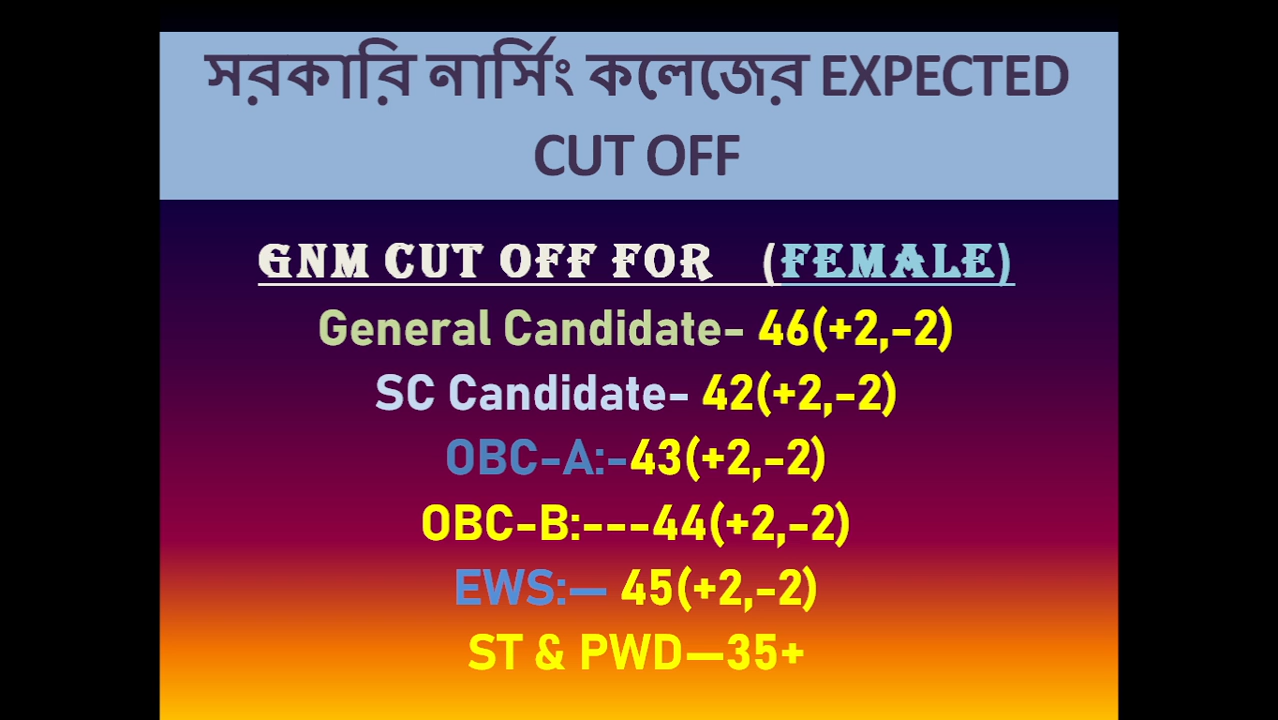 সরকারি নার্সিং কলেজের EXPECTED
CUT OFF
GNM CUT OFF FOR (FEMALE)
General Candidate- 46(+2,-2)
SC Candidate- 42(+2,-2)
OBC-A:-43(+2,-2)
OBC-B:---44(+2,-2)
EWS:— 45(+2,-2)
ST & PWD—35+